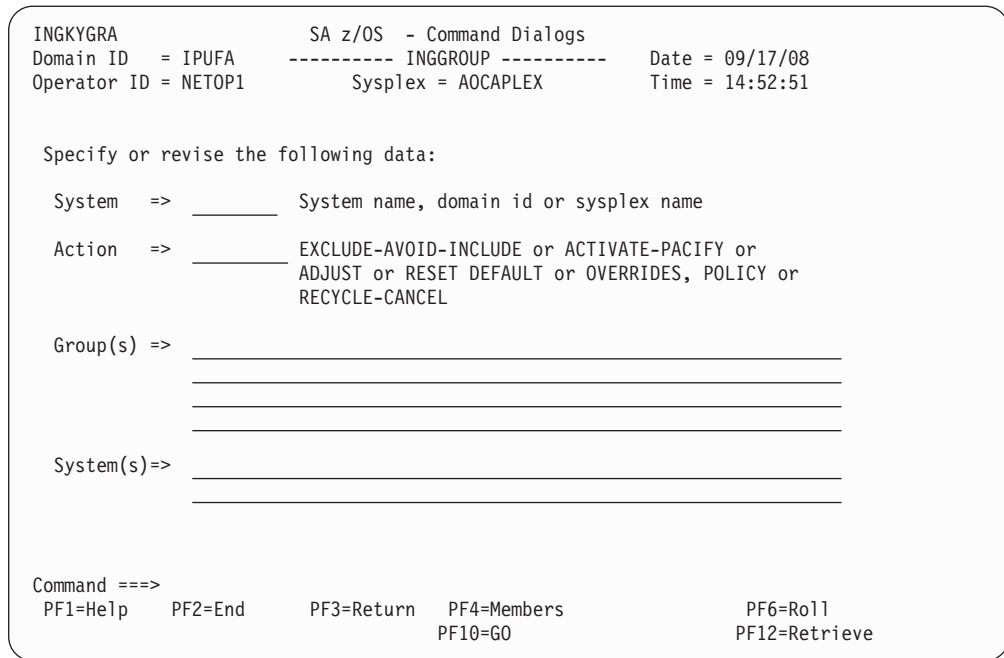 INGKYGRA SA z/OS - Command Dialogs
Domain ID = IPUFA ---------- INGGROUP ---------- Date = 09/17/08
Operator ID = NETOP1 Sysplex = AOCAPLEX Time = 14:52:51
Specify or revise the following data:
System => ________ System name, domain id or sysplex name
Action => _________ EXCLUDE-AVOID-INCLUDE or ACTIVATE-PACIFY or
ADJUST or RESET DEFAULT or OVERRIDES, POLICY or
RECYCLE-CANCEL
Group(s) =>
System(s)=>
Command ===>
PF1=Help PF2=End PF3=Return PF4=Members PF6=Roll
PF10=GO PF12=Retrieve